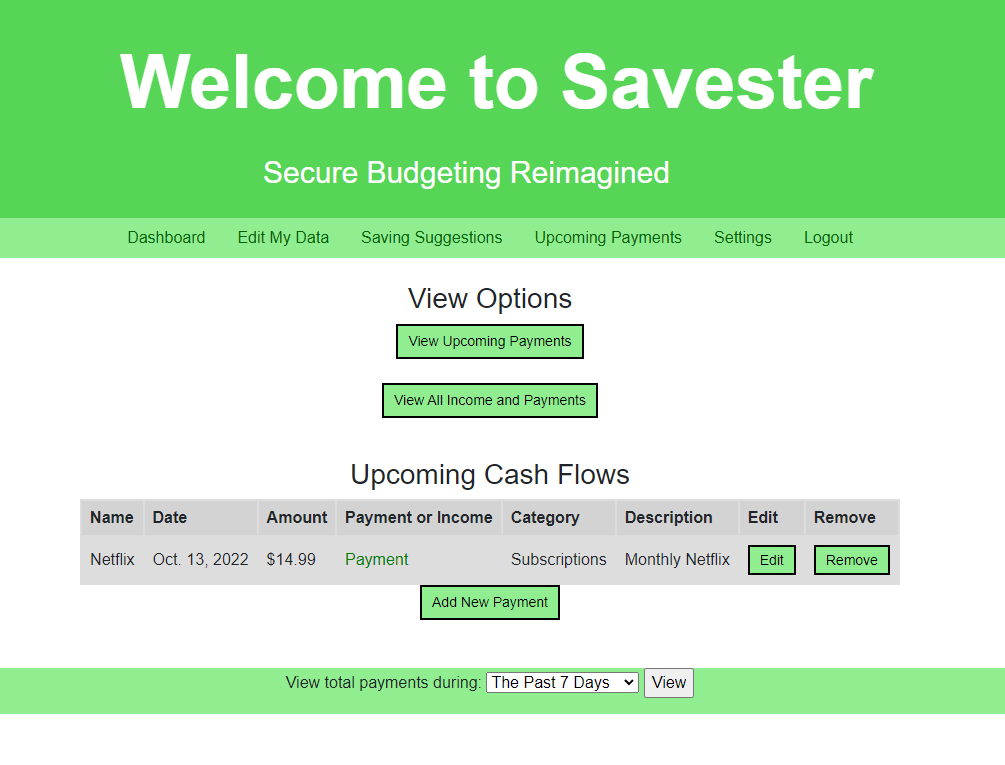 Welcome to Savester
Secure Budgeting Reimagined
Dashboard Edit My Data Saving Suggestions Upcoming Payments Settings Logout
View Options
View Upcoming Payments
View All Income and Payments
Upcoming Cash Flows
Name Date Amount Payment or Income Category Description Edit Remove
Netflix Oct. 13, 2022 $14.99 Payment Subscriptions Monthly Netflix Edit Remove
Add New Payment
View total payments during: The Past 7 Days View